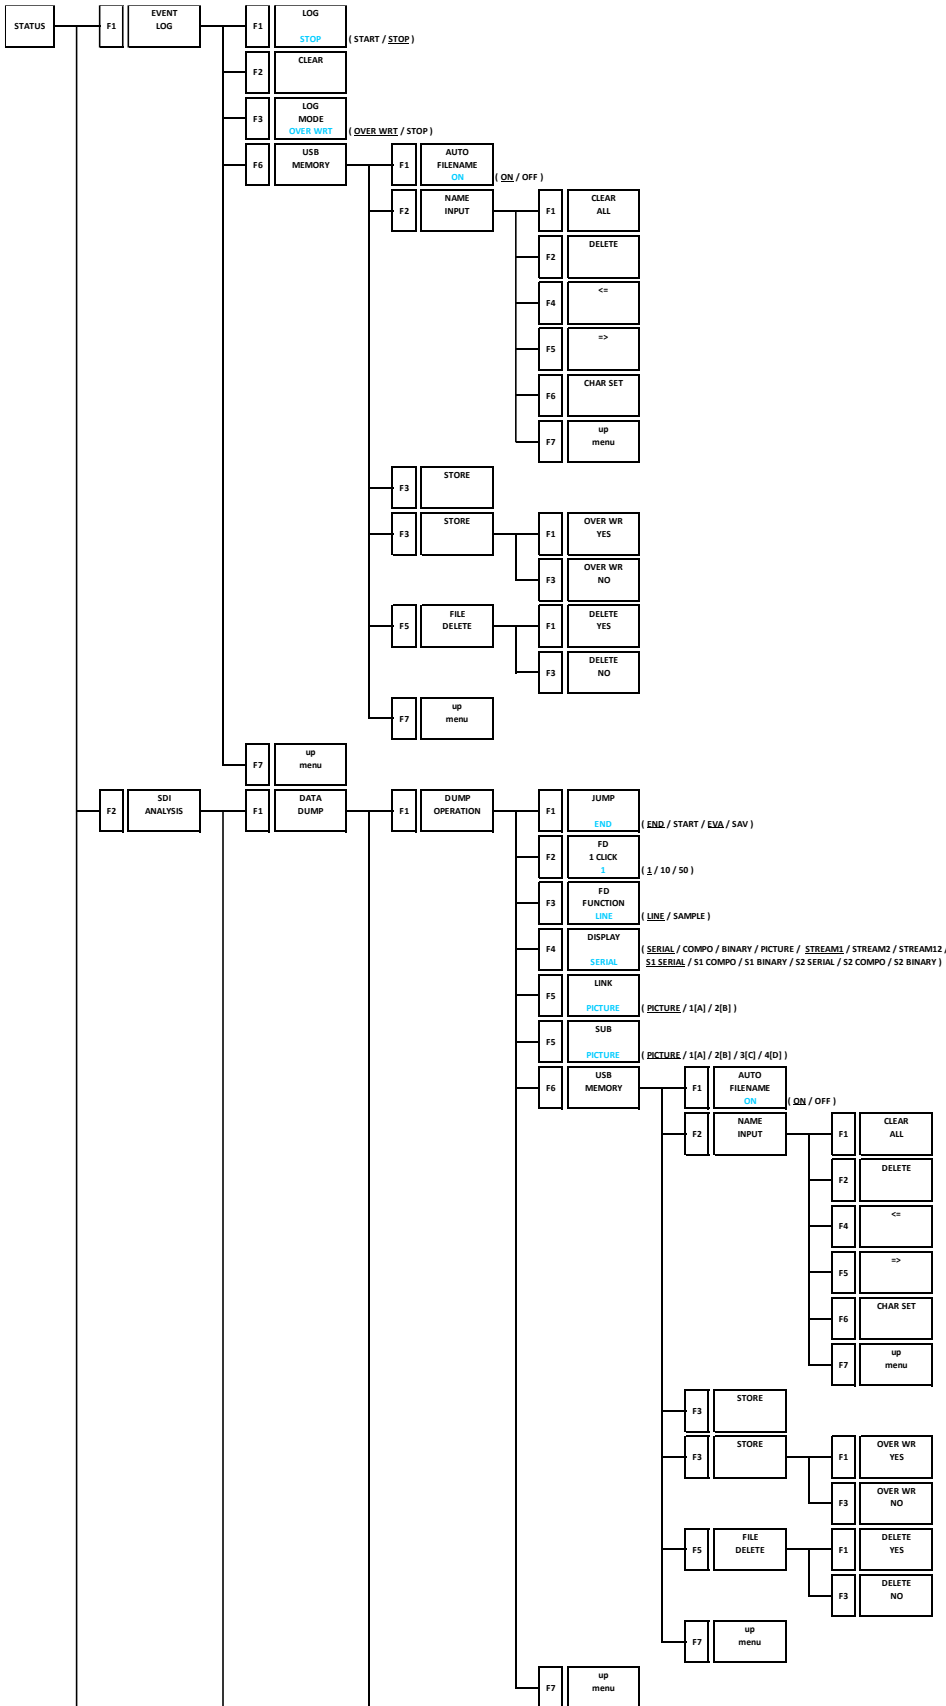 STATUS
F1
EVENT
LOG
F1
LOG
STOP
( START / STOP )
F2
CLEAR
F3
LOG
MODE
OVER WRT
( OVER WRT / STOP )
F6
USB
MEMORY
F1
AUTO
FILENAME
ON
( ON / OFF )
F2
NAME
INPUT
F1
CLEAR
ALL
F2
DELETE
F4
<=
F5
=>
F6
CHAR SET
F7
up
menu
F3
STORE
F3
STORE
F1
OVER WR
YES
F3
OVER WR
NO
F5
FILE
DELETE
F1
DELETE
YES
F3
DELETE
NO
F7
up
menu
F7
up
menu
F2
SDI
ANALYSIS
F1
DATA
DUMP
F1
DUMP
OPERATION
F1
JUMP
END
( END / START / EVA / SAV )
F2
FD
1 CLICK
1
( 1 / 10 / 50 )
F3
FD
FUNCTION
LINE
( LINE / SAMPLE )
F4
DISPLAY
SERIAL
( SERIAL / COMPO / BINARY / PICTURE / STREAM1 / STREAM2 / STREAM12 /
S1 SERIAL / S1 COMPO / S1 BINARY / S2 SERIAL / S2 COMPO / S2 BINARY )
F5
LINK
PICTURE
( PICTURE / 1[A] / 2[B] )
F5
SUB
PICTURE
( PICTURE / 1[A] / 2[B] / 3[C] / 4[D] )
F6
USB
MEMORY
F1
AUTO
FILENAME
ON
( ON / OFF )
F2
NAME
INPUT
F1
CLEAR
ALL
F2
DELETE
F4
<=
F5
=>
F6
CHAR SET
F7
up
menu
F3
STORE
F3
STORE
F1
OVER WR
YES
F3
OVER WR
NO
F5
FILE
DELETE
F1
DELETE
YES
F3
DELETE
NO
F7
up
menu
F7
up
menu